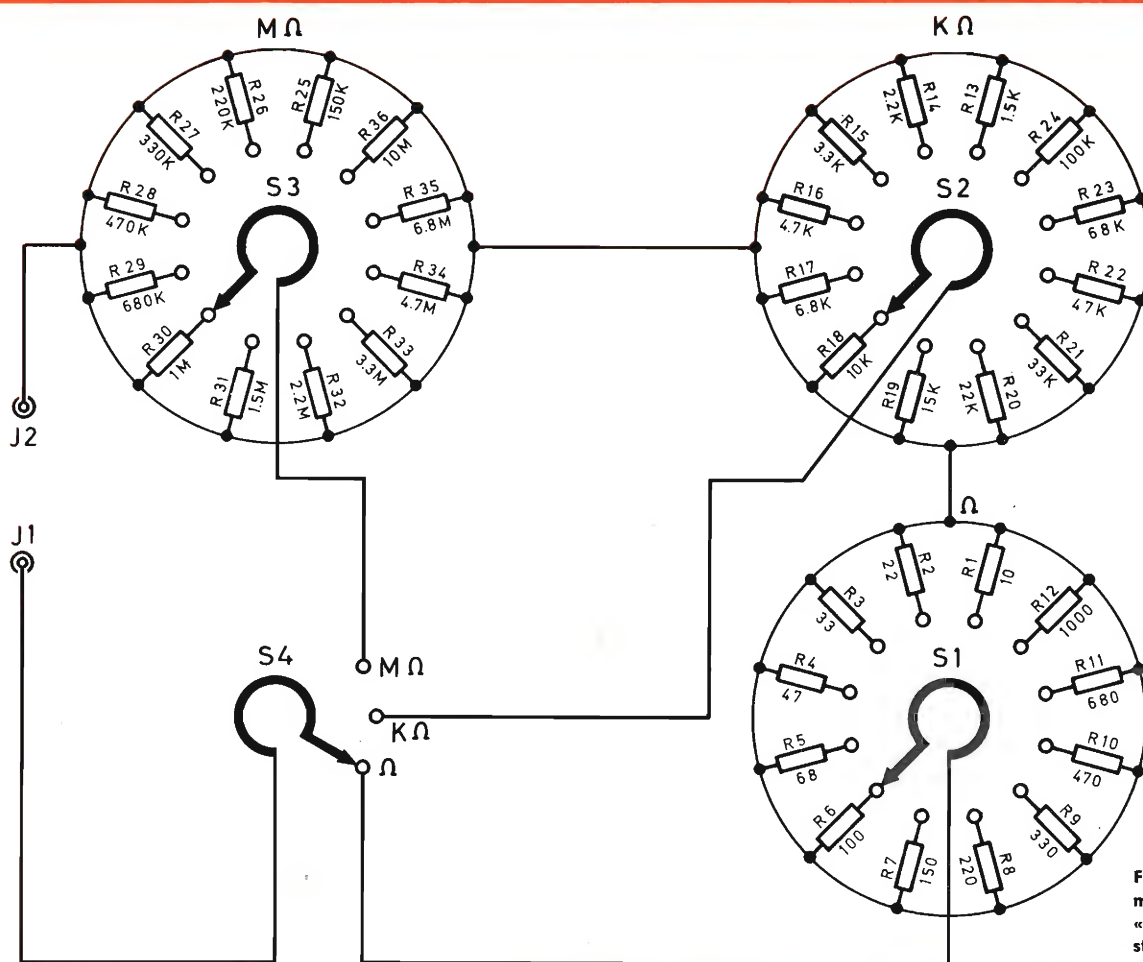 MΩ
KΩ
R26
220K
R25
150K
R27
330K
R36
10M
R28
470K
S3
R35
6.8M
R29
680K
R34
4.7M
R30
1M
R33
3.3M
R31
1.5M
R32
2.2M
R14
2.2K
R13
1.5K
R15
3.3K
R24
100K
R16
4.7K
S2
R23
68K
R17
6.8K
R22
47K
R18
10K
R21
33K
R19
15K
R20
22K
J2
J1
Ω
R2
22
R1
10
R3
33
R12
1000
S4
MΩ
KΩ
Ω
R4
47
S1
R11
680
R5
68
R10
470
R6
100
R9
330
R7
150
R8
220
F
m
«
st